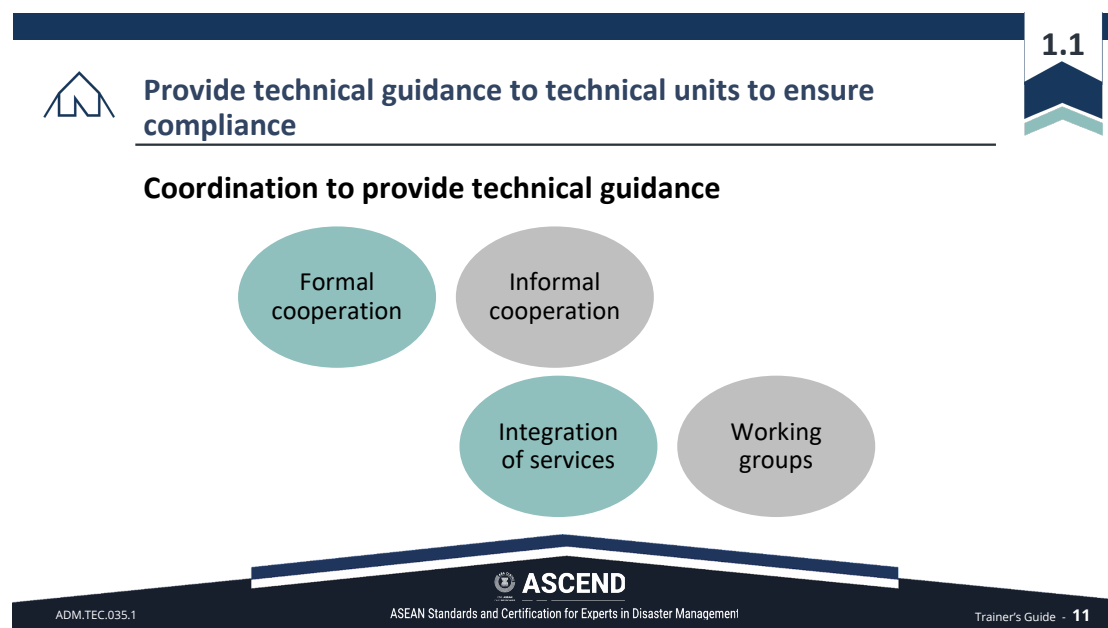 1.1
Provide technical guidance to technical units to ensure
compliance
Coordination to provide technical guidance
Formal
cooperation
Informal
cooperation
Integration
of services
Working
groups
ASCEND
ADM.TEC.035.1
ASEAN Standards and Certification for Experts in Disaster Management
Trainer's Guide - 11